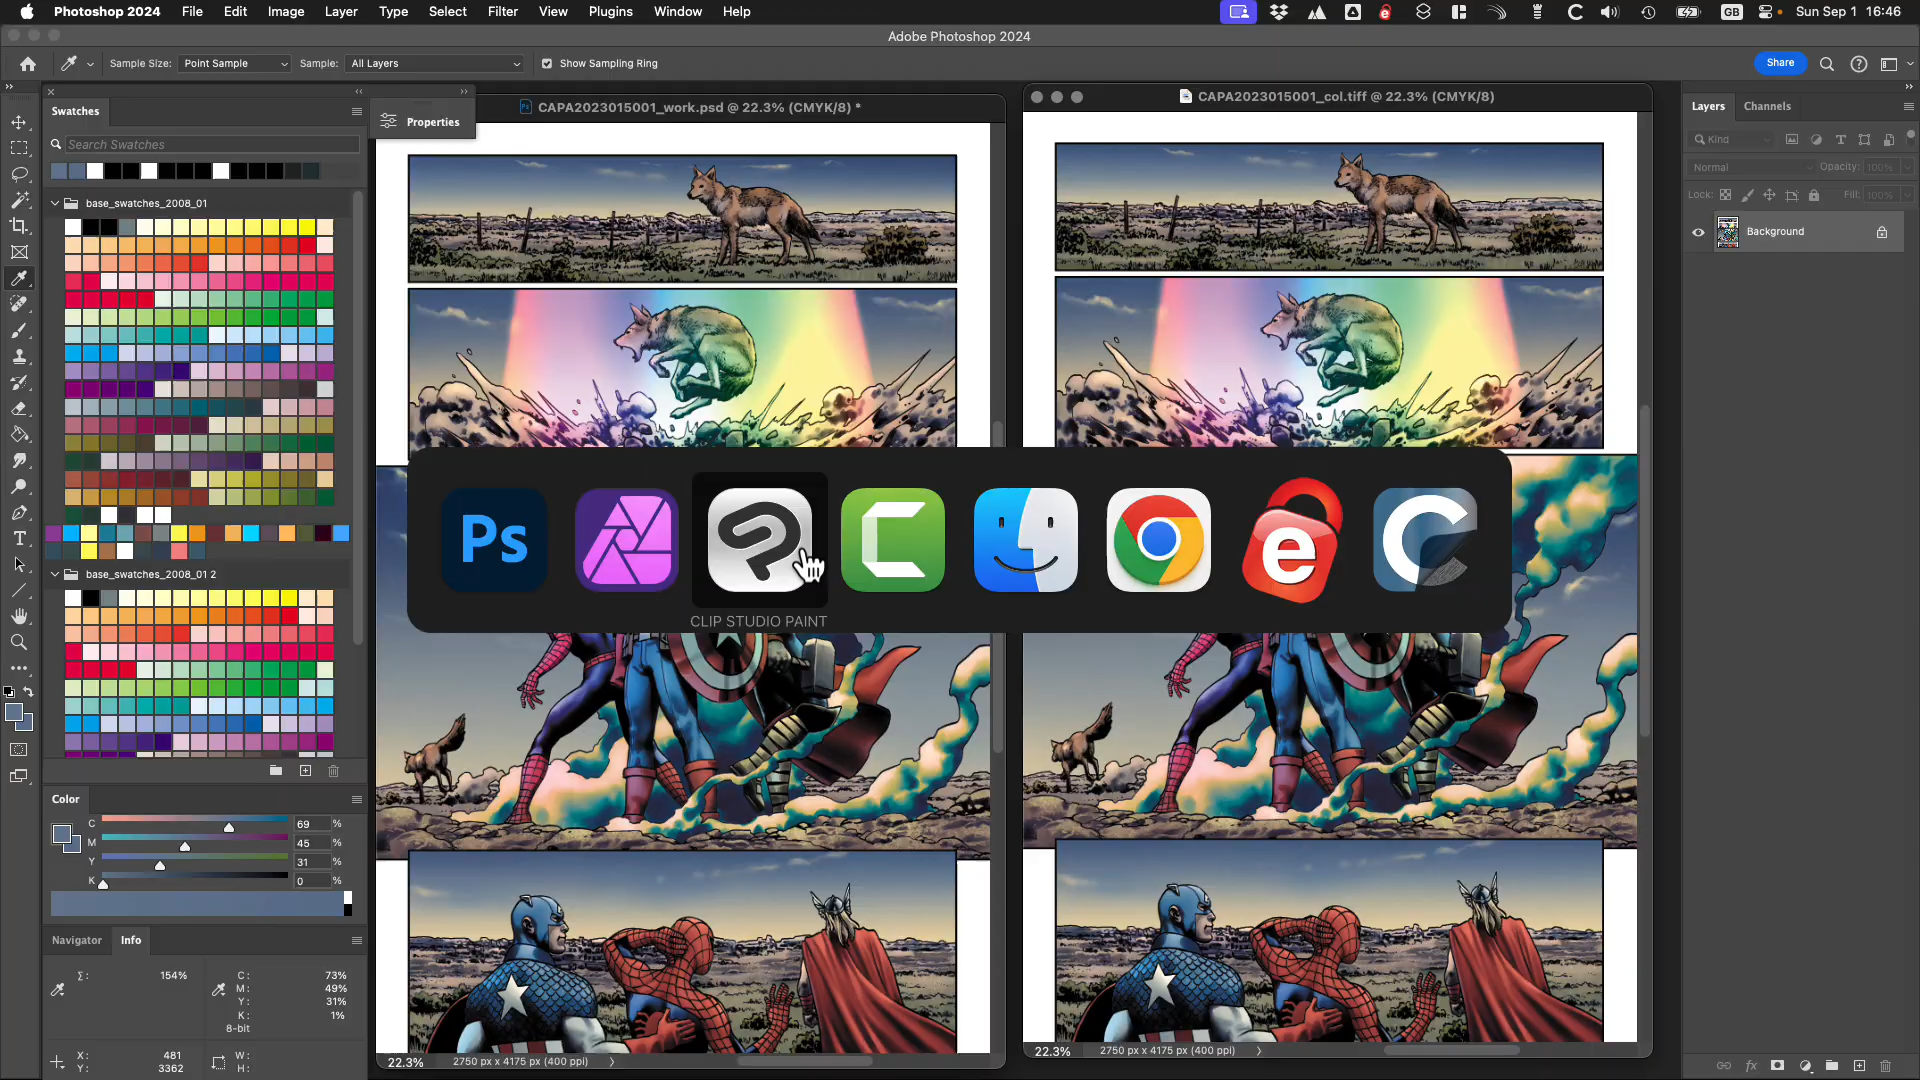 Photoshop 2024 File Edit Image Layer Type Select Filter View Plugins Window Help GB Sun Sep 1 16:46
Adobe Photoshop 2024
Sample Size: Point Sample Sample: All Layers Show Sampling Ring Share
Swatches
Properties
Search Swatches
base_swatches_2008_01
base_swatches_2008_01 2
Color
C 69 %
M 45 %
Y 31 %
K 0 %
Navigator Info
Σ: 154%
C: 73%
M: 49%
Y: 31%
K: 1%
8-bit
X: 481
Y: 3362
W:
H:
Ps CAPA2023015001_work.psd @ 22.3% (CMYK/8) *
22.3% 2750 px x 4175 px (400 ppi)
CAPA2023015001_col.tiff @ 22.3% (CMYK/8)
22.3% 2750 px x 4175 px (400 ppi)
Ps
e
CLIP STUDIO PAINT
Layers Channels
Kind
Normal Opacity: 100%
Lock: Fill: 100%
Background
fx